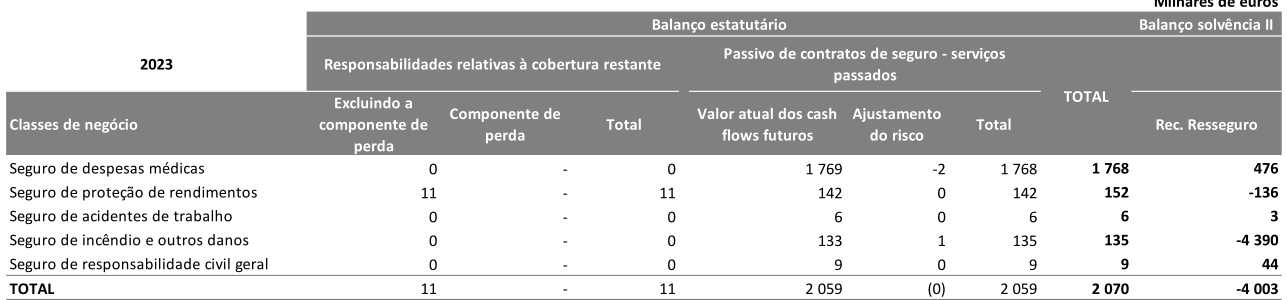 Milhares de euros
Balanço estatutário Balanço solvência II
2023 Responsabilidades relativas à cobertura restante Passivo de contratos de seguro - serviços passados TOTAL
Classes de negócio Excluindo a componente de perda Componente de perda Total Valor atual dos cash flows futuros Ajustamento do risco Total Rec. Resseguro
Seguro de despesas médicas 0 - 0 1 769 -2 1 768 1 768 476
Seguro de proteção de rendimentos 11 - 11 142 0 142 152 -136
Seguro de acidentes de trabalho 0 - 0 6 0 6 6 3
Seguro de incêndio e outros danos 0 - 0 133 1 135 135 -4 390
Seguro de responsabilidade civil geral 0 - 0 9 0 9 9 44
TOTAL 11 - 11 2 059 (0) 2 059 2 070 -4 003